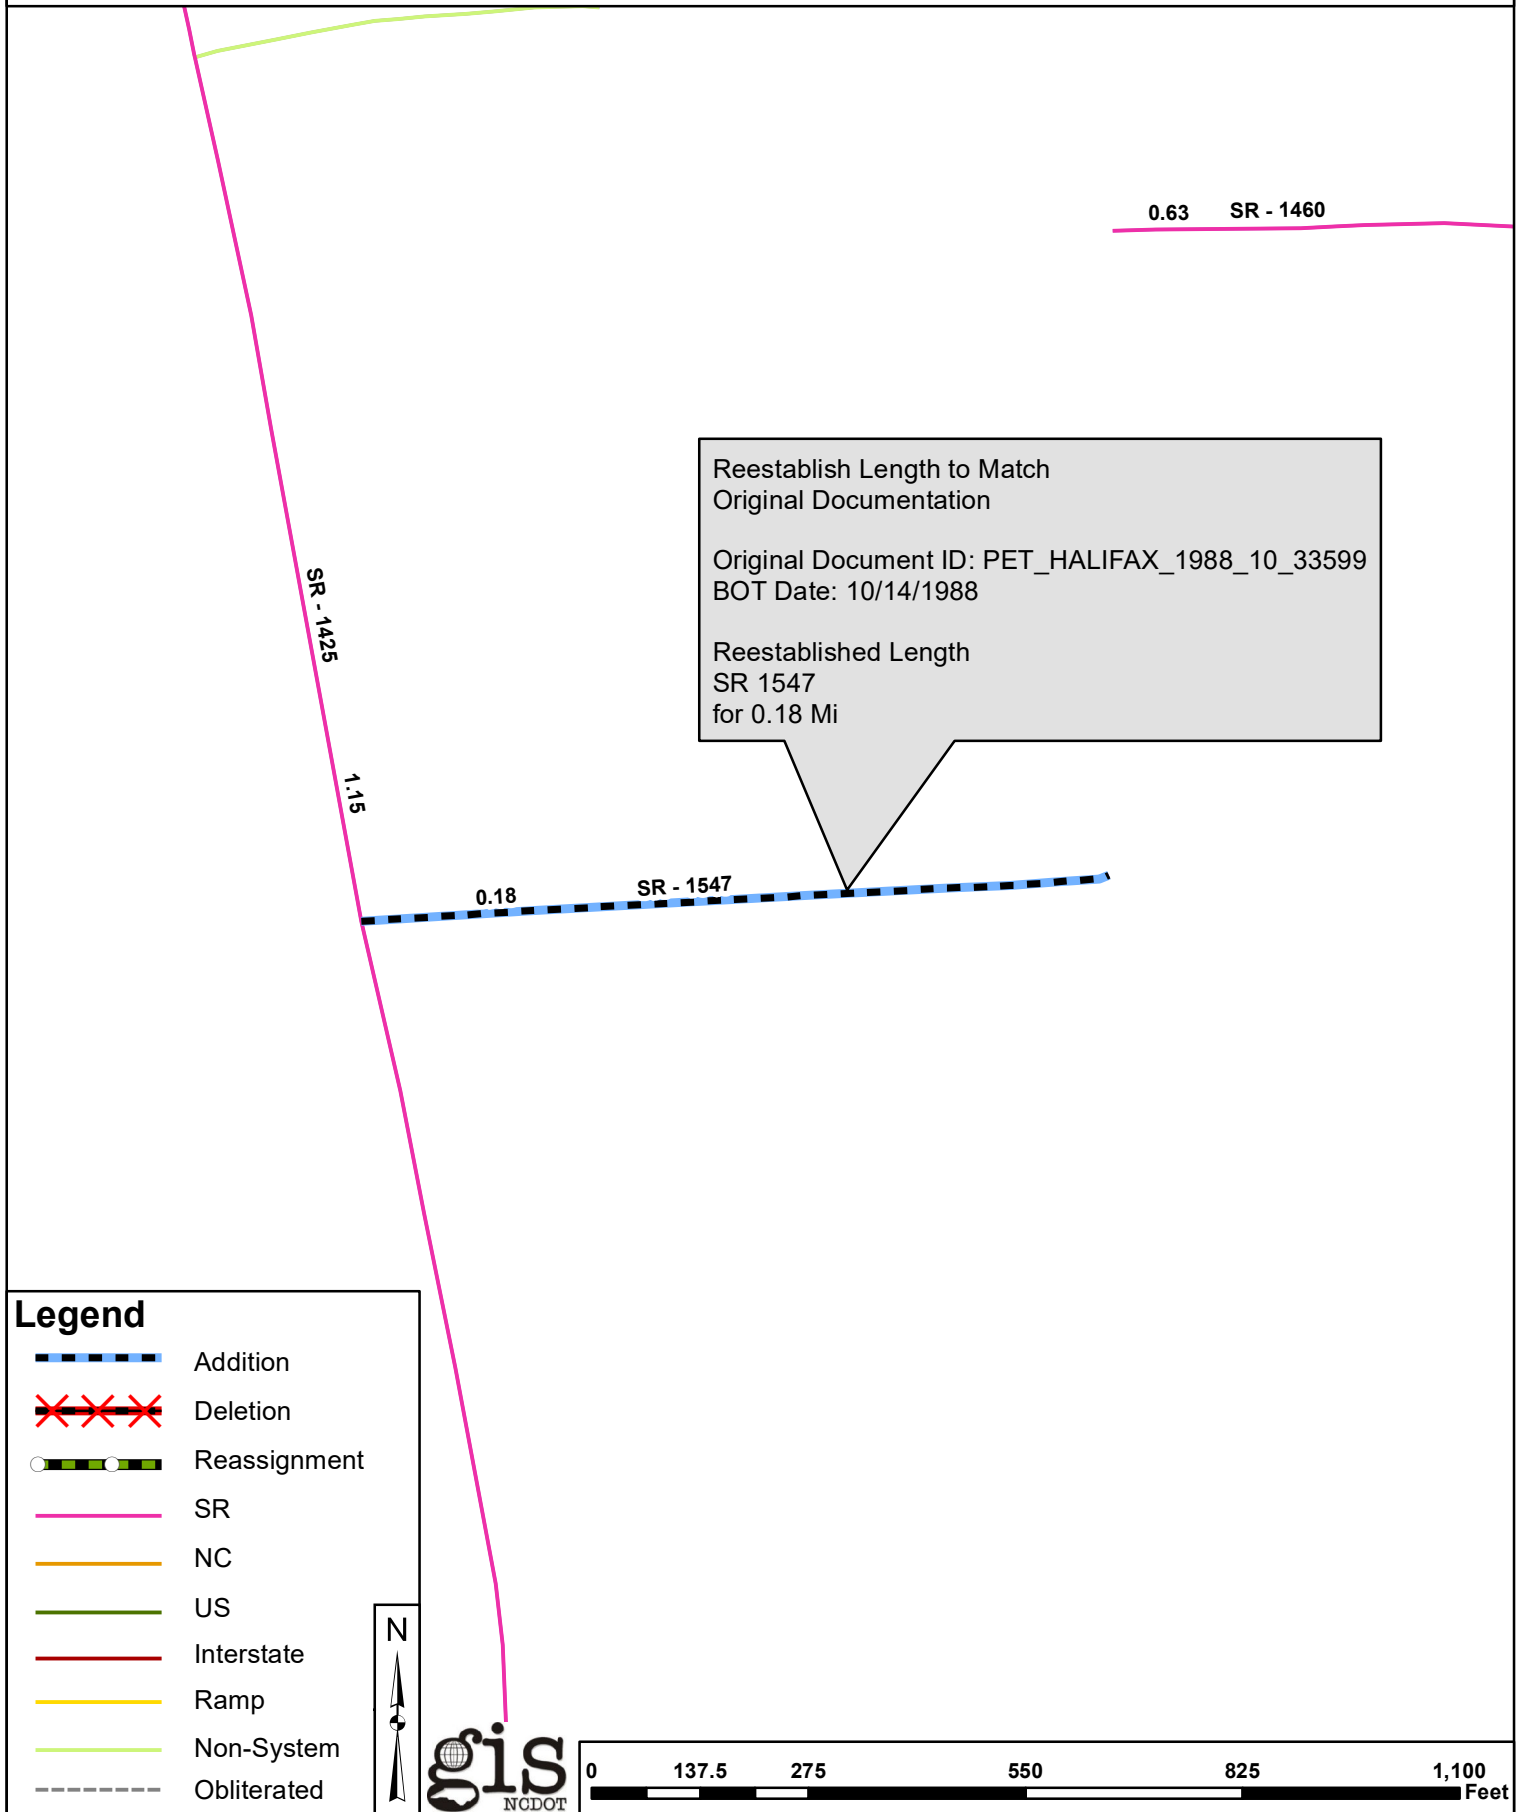 0.63 SR - 1460
Reestablish Length to Match
Original Documentation
Original Document ID: PET_HALIFAX_1988_10_33599
BOT Date: 10/14/1988
Reestablished Length
SR 1547
for 0.18 Mi
SR - 1425
1.15
0.18 SR - 1547
Legend
Addition
Deletion
Reassignment
SR
NC
US
Interstate
Ramp
Non-System
Obliterated
N
gis
NCDOT
0 137.5 275 550 825 1,100
Feet